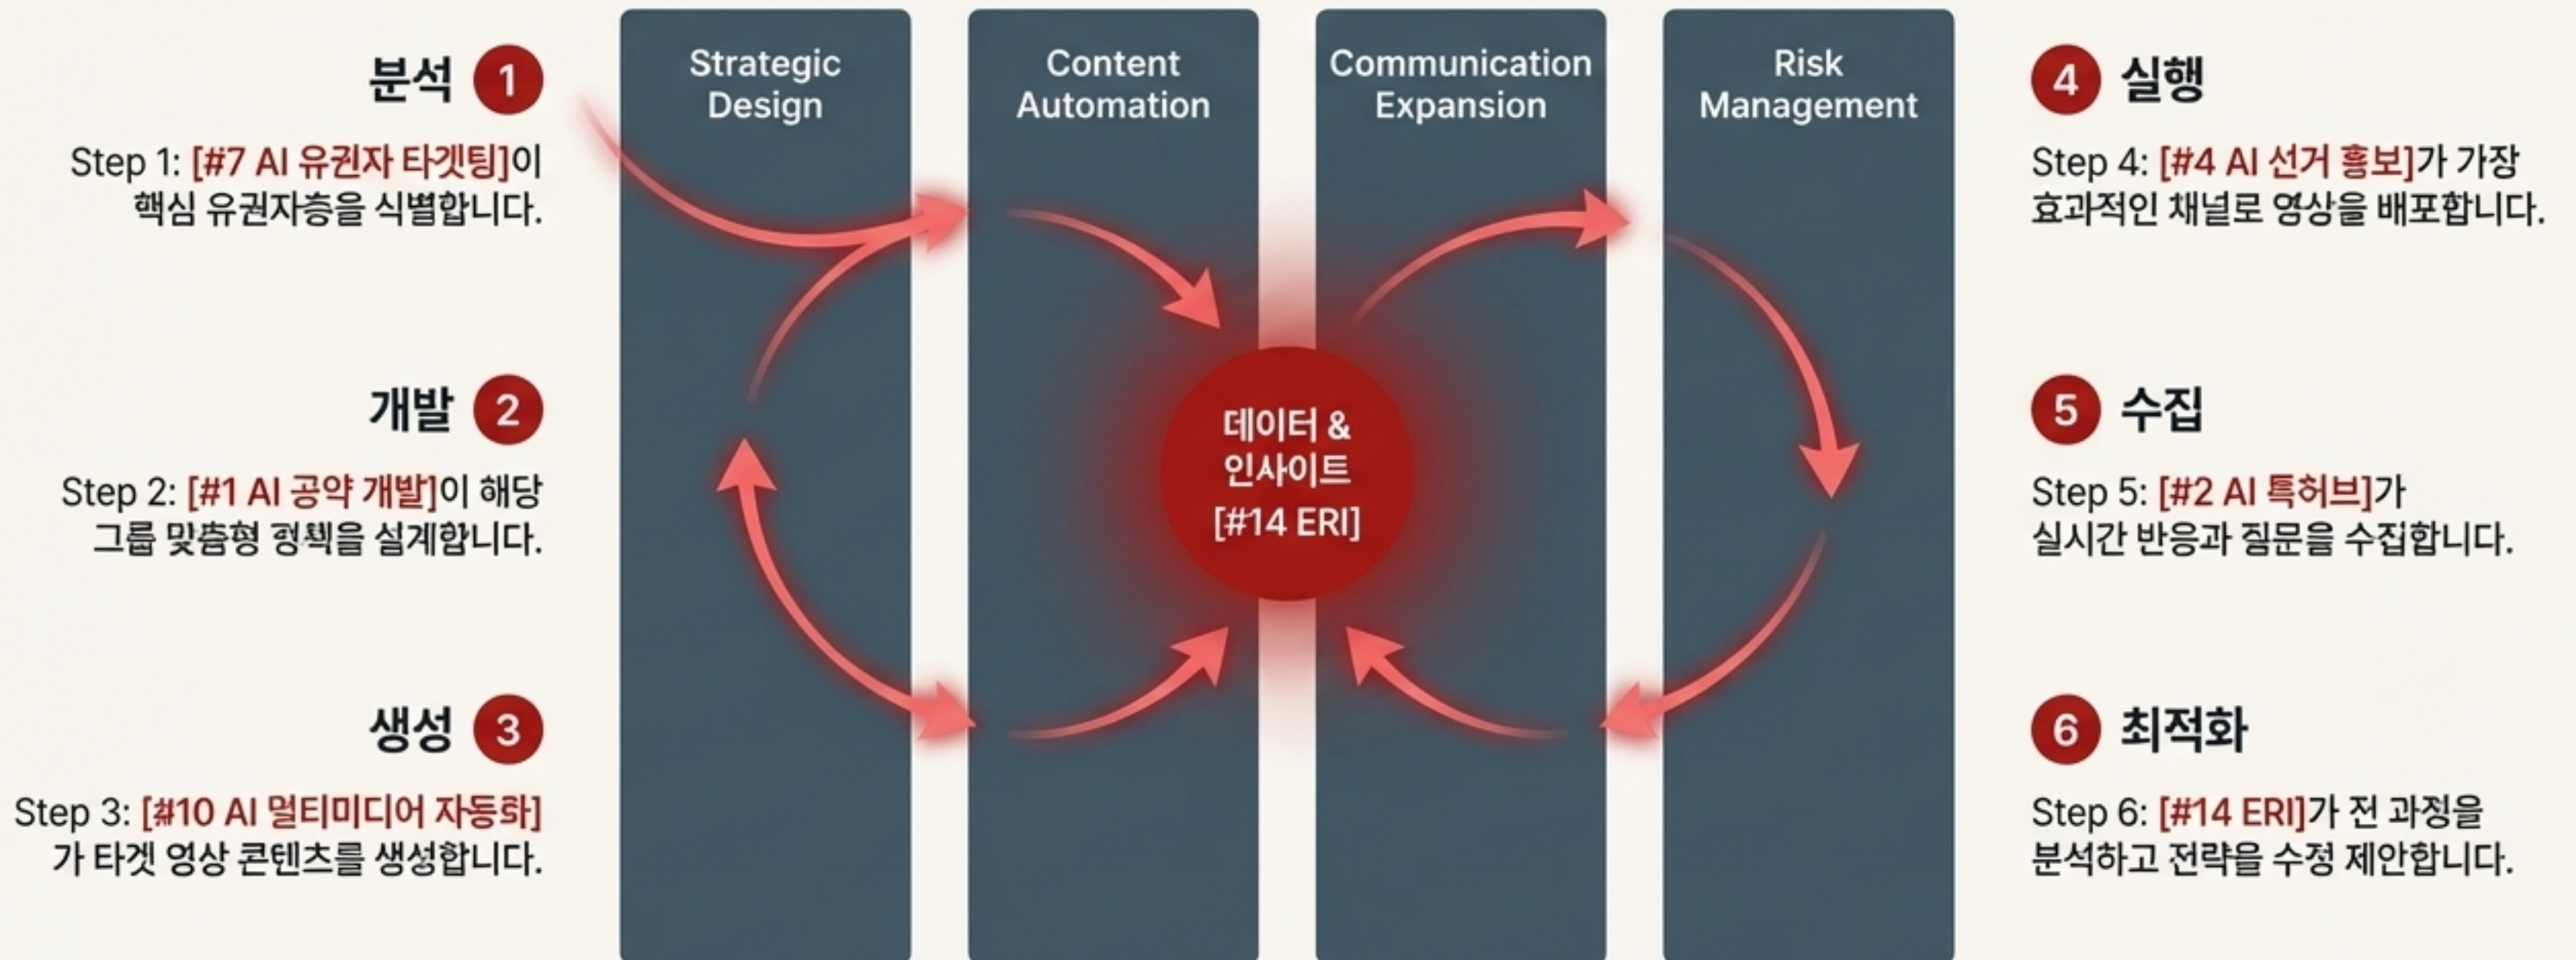 분석 1
Step 1: [#7 AI 유권자 타겟팅]이
핵심 유권자층을 식별합니다.
개발 2
Step 2: [#1 AI 공약 개발]이 해당
그룹 맞춤형 을 설계합니다.
생성 3
Step 3: [#10 AI 멀티미디어 자동화]
가 타겟 영상 콘텐츠를 생성합니다.
Strategic
Design
Content
Automation
Communication
Expansion
Risk
Management
데이터 &
인사이트
[#14 ERI]
4 실행
Step 4: [#4 AI 선거 홍보]가 가장
효과적인 채널로 영상을 배포합니다.
5 수집
Step 5: [#2 AI 톡허브]가
실시간 반응과 질문을 수집합니다.
6 최적화
Step 6: [#14 ERI]가 전 과정을
분석하고 전략을 수정 제안합니다.